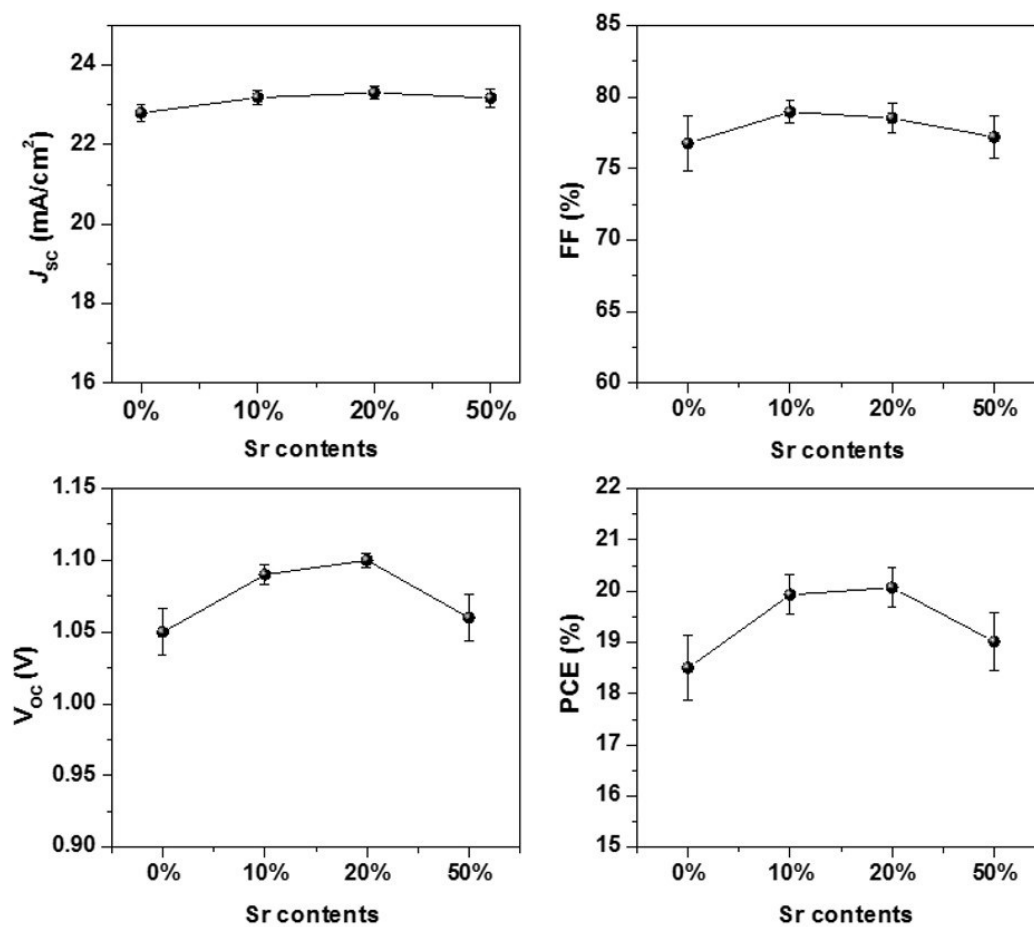 J_SC (mA/cm²)
24
22
20
18
16
0% 10% 20% 50%
Sr contents
FF (%)
85
80
75
70
65
60
0% 10% 20% 50%
Sr contents
V_OC (V)
1.15
1.10
1.05
1.00
0.95
0.90
0% 10% 20% 50%
Sr contents
PCE (%)
22
21
20
19
18
17
16
15
0% 10% 20% 50%
Sr contents